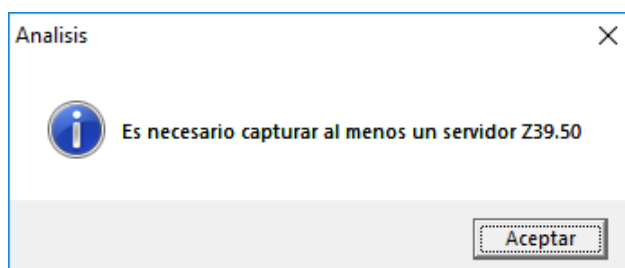 Analisis
Es necesario capturar al menos un servidor Z39.50
Aceptar